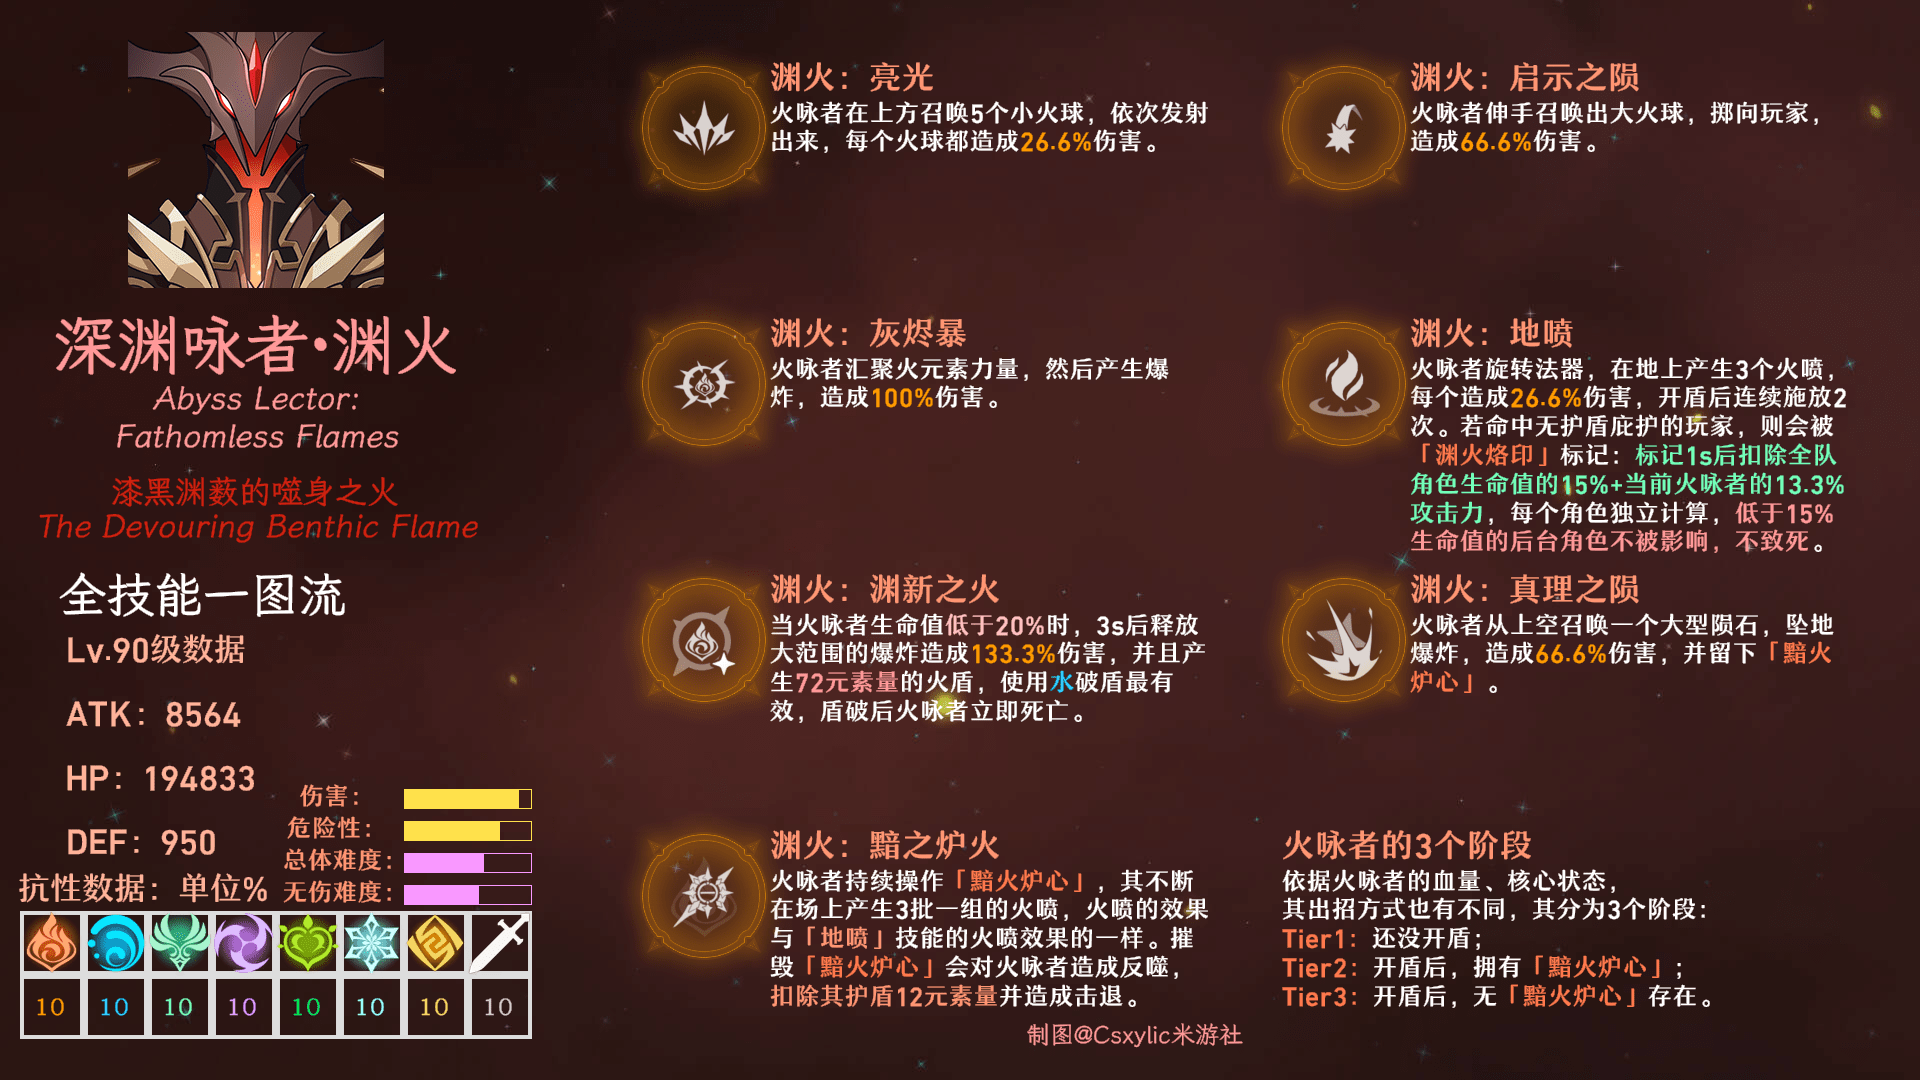 深渊咏者·渊火
Abyss Lector:
Fathomless Flames
漆黑渊薮的噬身之火
The Devouring Benthic Flame
全技能一图流
Lv.90级数据
ATK：8564
HP：194833
DEF：950
伤害：
危险性：
总体难度：
无伤难度：
抗性数据：单位%
10 10 10 10 10 10 10 10
渊火：亮光
火咏者在上方召唤5个小火球，依次发射
出来，每个火球都造成26.6%伤害。
渊火：启示之陨
火咏者伸手召唤出大火球，掷向玩家，
造成66.6%伤害。
渊火：灰烬暴
火咏者汇聚火元素力量，然后产生爆
炸，造成100%伤害。
渊火：地喷
火咏者旋转法器，在地上产生3个火喷，
每个造成26.6%伤害，开盾后连续施放2
次。若命中无护盾庇护的玩家，则会被
「渊火烙印」标记：标记1s后扣除全队
角色生命值的15%+当前火咏者的13.3%
攻击力，每个角色独立计算，低于15%
生命值的后台角色不被影响，不致死。
渊火：渊新之火
当火咏者生命值低于20%时，3s后释放
大范围的爆炸造成133.3%伤害，并且产
生72元素量的火盾，使用水破盾最有
效，盾破后火咏者立即死亡。
渊火：真理之陨
火咏者从上空召唤一个大型陨石，坠地
爆炸，造成66.6%伤害，并留下「黯火
炉心」。
渊火：黯之炉火
火咏者持续操作「黯火炉心」，其不断
在场上产生3批一组的火喷，火喷的效果
与「地喷」技能的火喷效果的一样。摧
毁「黯火炉心」会对火咏者造成反噬，
扣除其护盾12元素量并造成击退。
火咏者的3个阶段
依据火咏者的血量、核心状态，
其出招方式也有不同，其分为3个阶段：
Tier1：还没开盾；
Tier2：开盾后，拥有「黯火炉心」；
Tier3：开盾后，无「黯火炉心」存在。
制图@Csxylic米游社